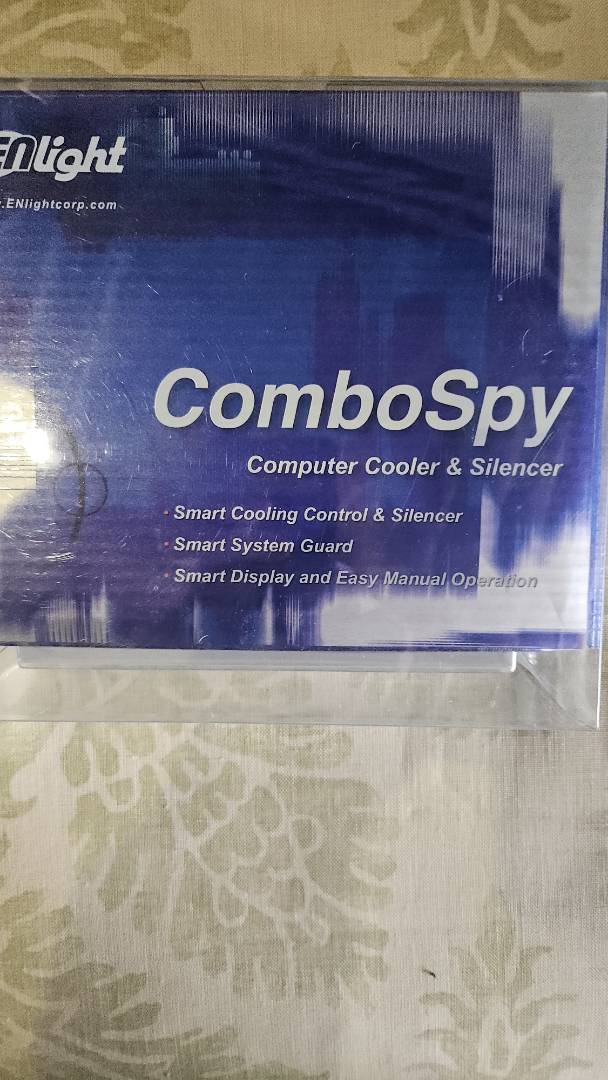 ENlight
.ENlightcorp.com
ComboSpy
Computer Cooler & Silencer
· Smart Cooling Control & Silencer
· Smart System Guard
· Smart Display and Easy Manual Operation